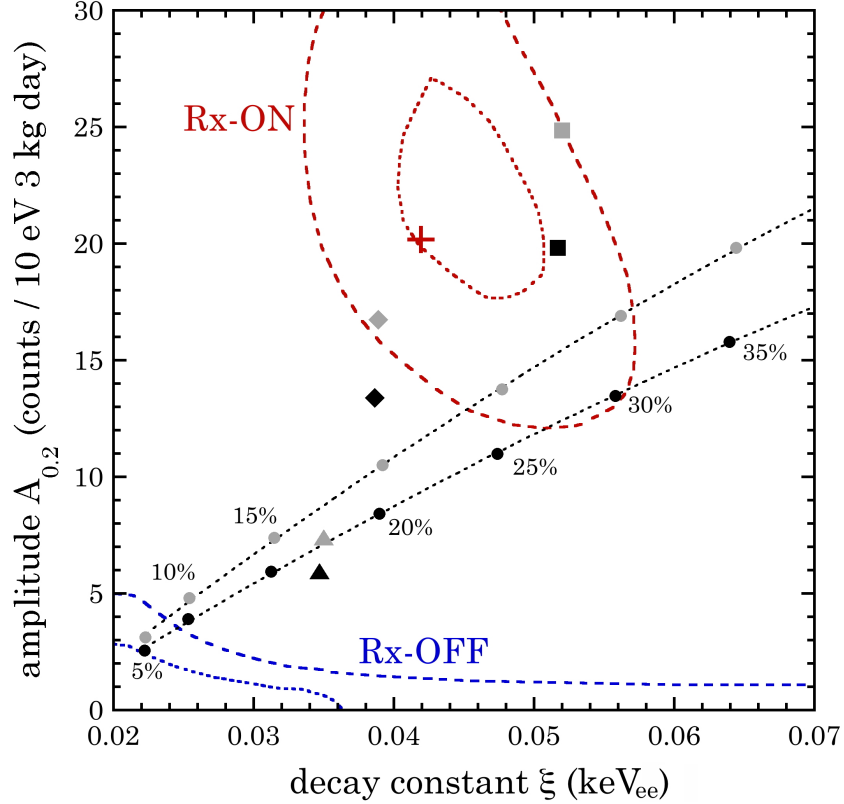 30
25
20
15
10
5
0
amplitude A0.2 (counts / 10 eV 3 kg day)
Rx-ON
35%
30%
25%
20%
15%
10%
5%
Rx-OFF
0.02 0.03 0.04 0.05 0.06 0.07
decay constant ξ (keVee)